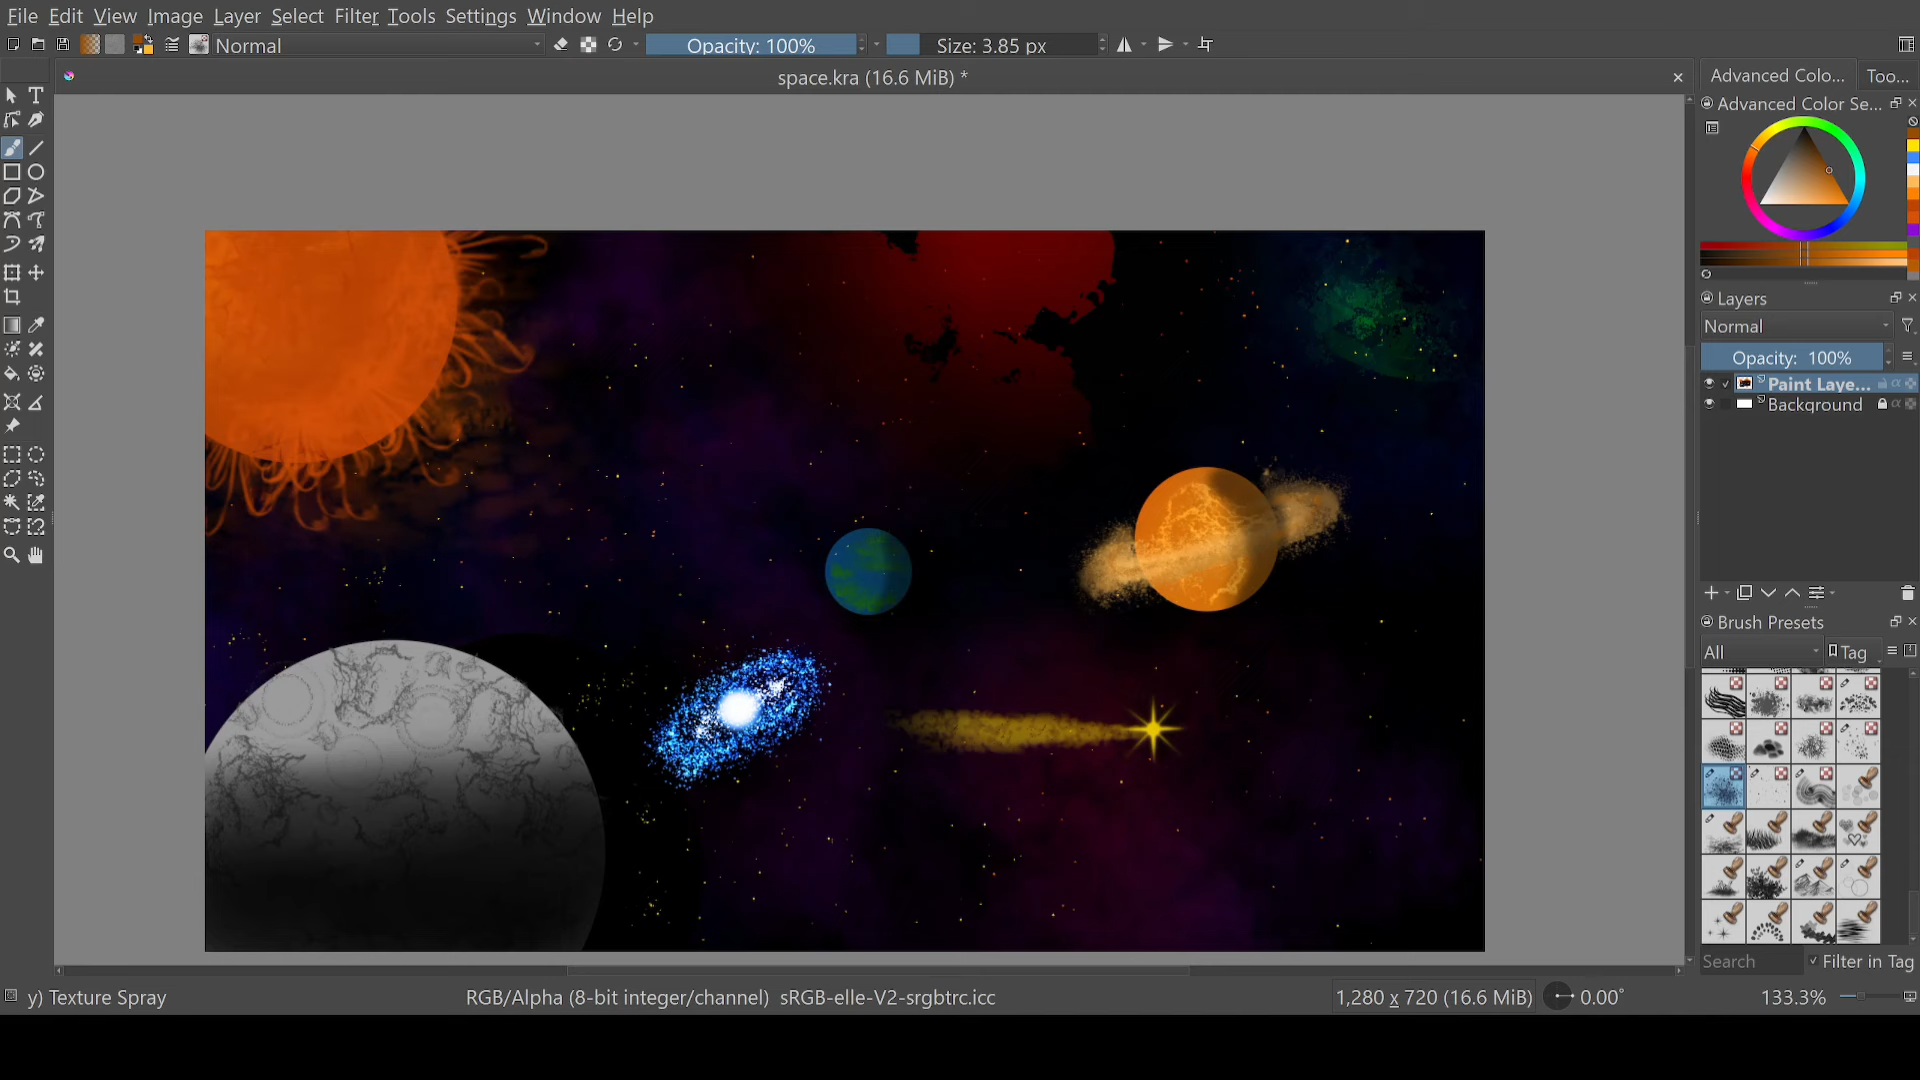 File Edit View Image Layer Select Filter Tools Settings Window Help
Normal
Opacity: 100%
Size: 3.85 px
space.kra (16.6 MiB) *
Advanced Colo...
Too...
Advanced Color Se...
Layers
Normal
Opacity: 100%
Paint Laye...
Background
Brush Presets
All
Tag
Search
Filter in Tag
y) Texture Spray
RGB/Alpha (8-bit integer/channel) sRGB-elle-V2-srgbtrc.icc
1,280 x 720 (16.6 MiB)
0.00°
133.3%